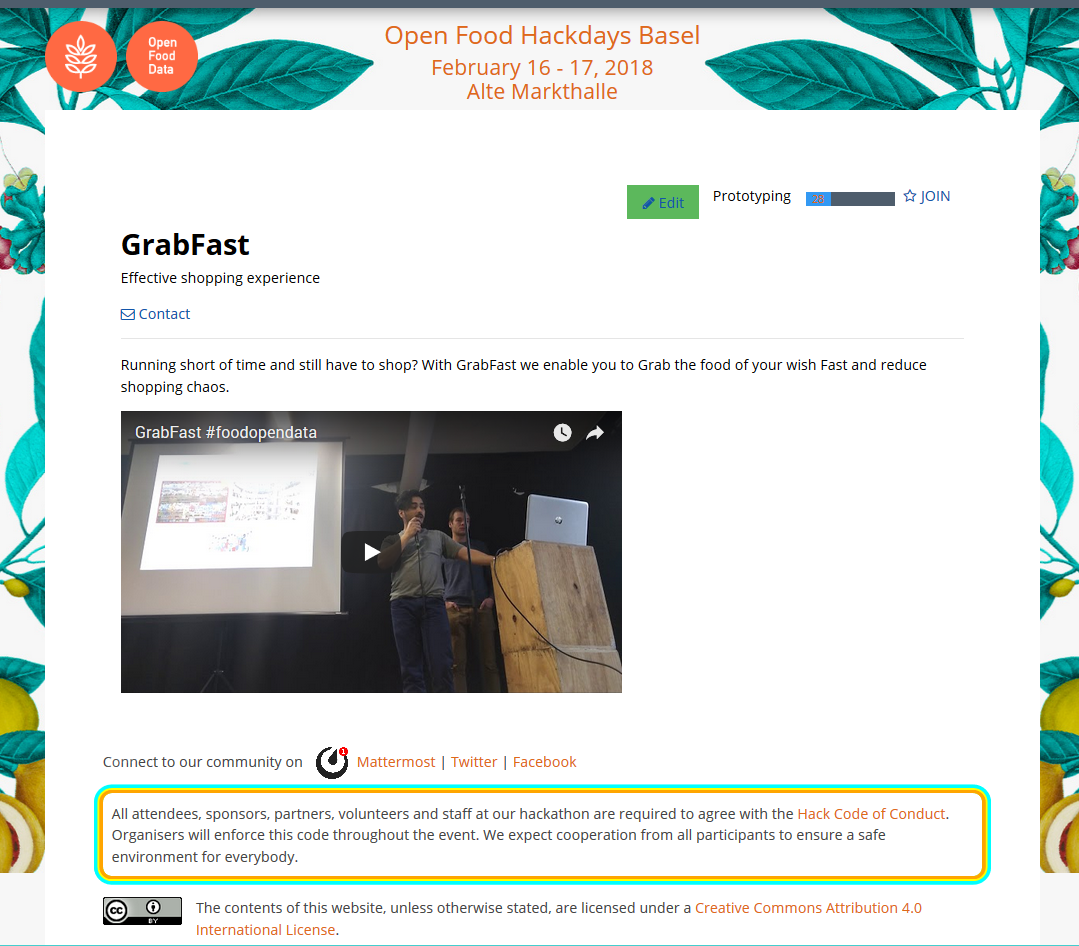 Open
Food
Data
Open Food Hackdays Basel
February 16 - 17, 2018
Alte Markthalle
Edit
Prototyping
28
JOIN
GrabFast
Effective shopping experience
Contact
Running short of time and still have to shop? With GrabFast we enable you to Grab the food of your wish Fast and reduce
shopping chaos.
GrabFast #foodopendata
Connect to our community on 1 Mattermost | Twitter | Facebook
All attendees, sponsors, partners, volunteers and staff at our hackathon are required to agree with the Hack Code of Conduct.
Organisers will enforce this code throughout the event. We expect cooperation from all participants to ensure a safe
environment for everybody.
cc BY
The contents of this website, unless otherwise stated, are licensed under a Creative Commons Attribution 4.0
International License.